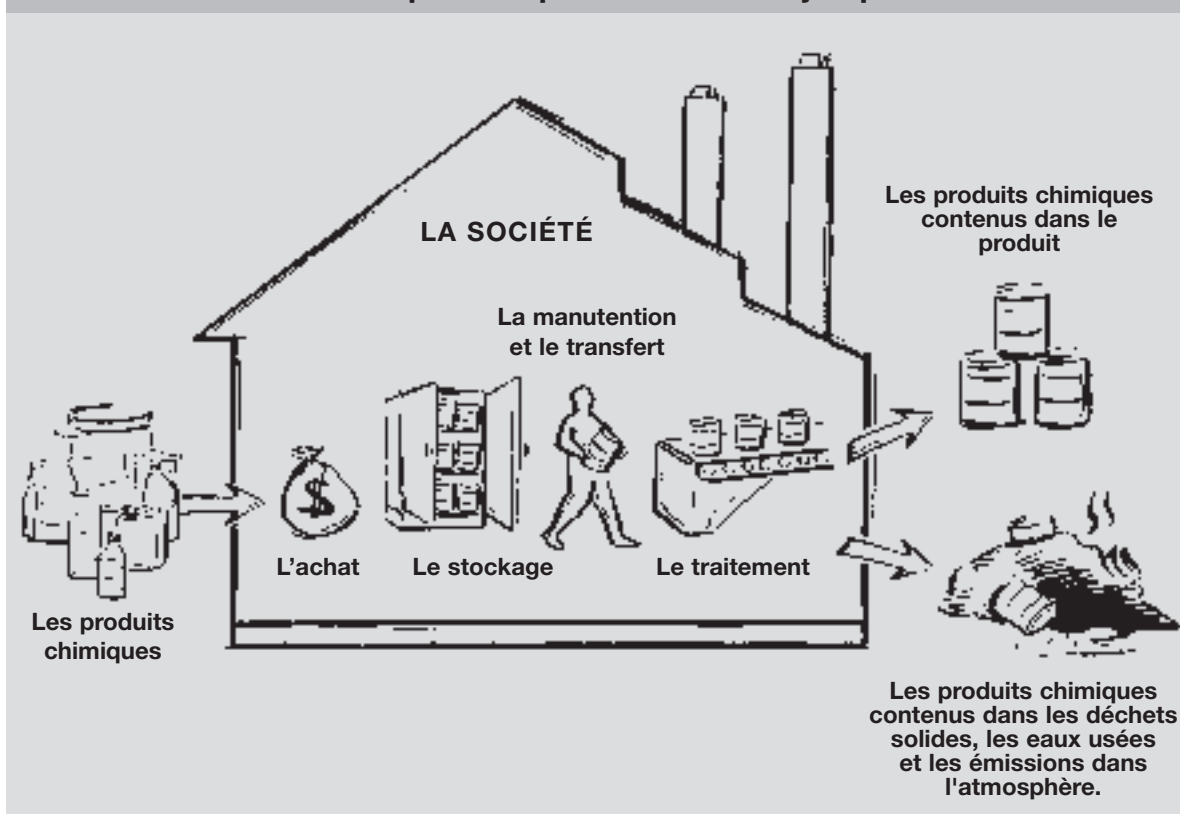 LA SOCIÉTÉ
La manutention
et le transfert
Les produits chimiques
contenus dans le
produit
$
L'achat
Le stockage
Le traitement
Les produits
chimiques
Les produits chimiques
contenus dans les déchets
solides, les eaux usées
et les émissions dans
l'atmosphère.